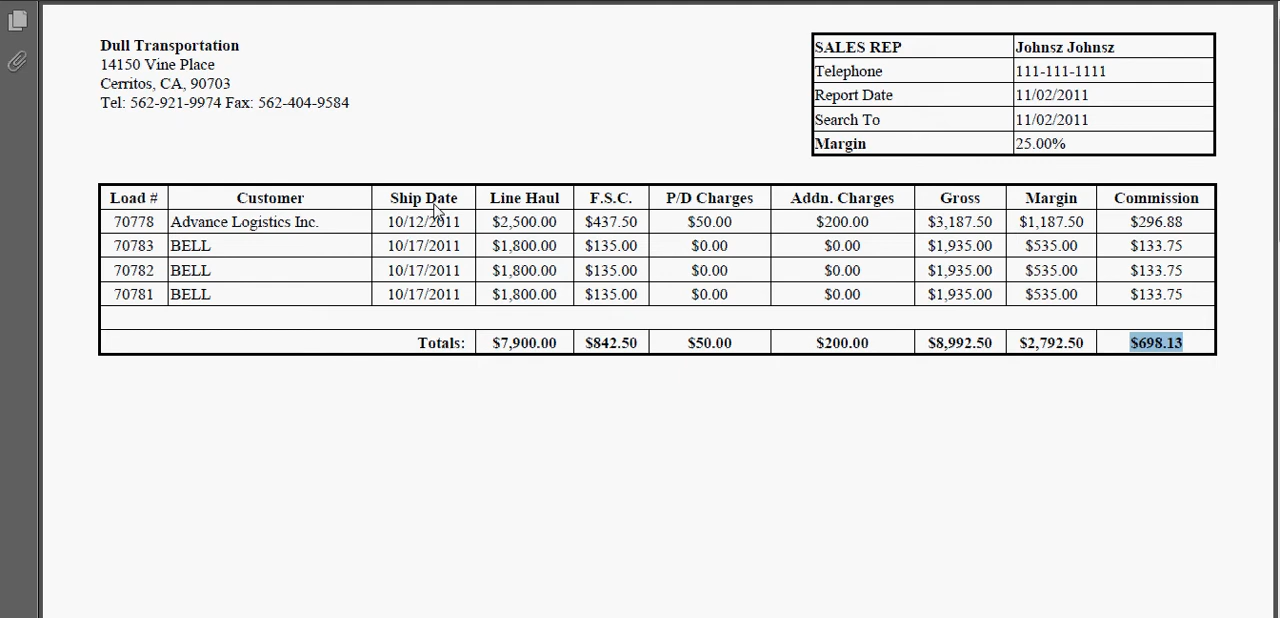 Dull Transportation
14150 Vine Place
Cerritos, CA, 90703
Tel: 562-921-9974 Fax: 562-404-9584
SALES REP Johnsz Johnsz
Telephone 111-111-1111
Report Date 11/02/2011
Search To 11/02/2011
Margin 25.00%
Load # Customer Ship Date Line Haul F.S.C. P/D Charges Addn. Charges Gross Margin Commission
70778 Advance Logistics Inc. 10/12/2011 $2,500.00 $437.50 $50.00 $200.00 $3,187.50 $1,187.50 $296.88
70783 BELL 10/17/2011 $1,800.00 $135.00 $0.00 $0.00 $1,935.00 $535.00 $133.75
70782 BELL 10/17/2011 $1,800.00 $135.00 $0.00 $0.00 $1,935.00 $535.00 $133.75
70781 BELL 10/17/2011 $1,800.00 $135.00 $0.00 $0.00 $1,935.00 $535.00 $133.75
Totals: $7,900.00 $842.50 $50.00 $200.00 $8,992.50 $2,792.50 $698.13